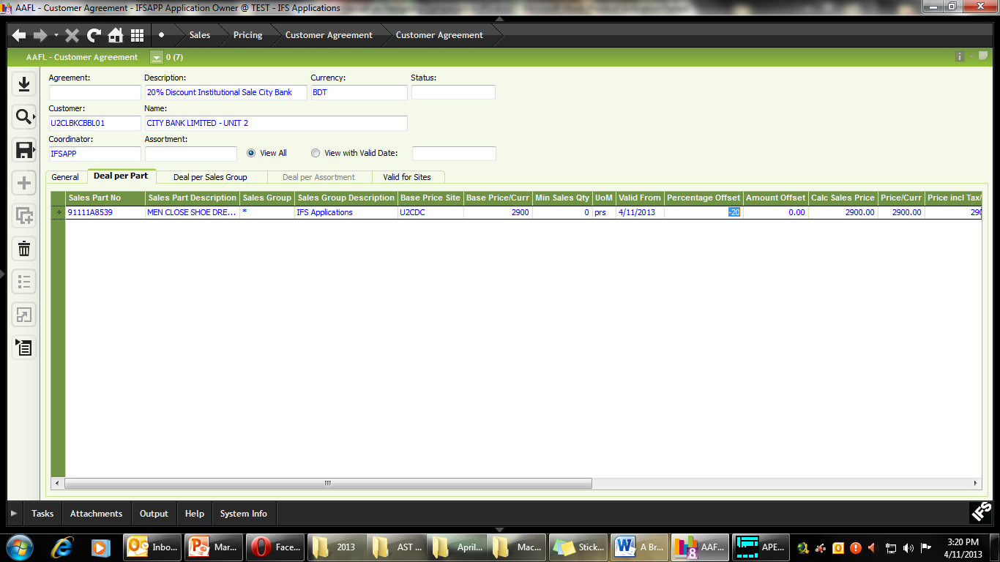 AAFL - Customer Agreement - IFSAPP Application Owner @ TEST - IFS Applications
Sales Pricing Customer Agreement Customer Agreement
AAFL - Customer Agreement 0 (7)
Agreement: Description: Currency: Status:
20% Discount Institutional Sale City Bank BDT
Customer: Name:
U2CLBKCBBL01 CITY BANK LIMITED - UNIT 2
Coordinator: Assortment:
IFSAPP View All View with Valid Date:
General Deal per Part Deal per Sales Group Deal per Assortment Valid for Sites
Sales Part No Sales Part Description Sales Group Sales Group Description Base Price Site Base Price/Curr Min Sales Qty UoM Valid From Percentage Offset Amount Offset Calc Sales Price Price/Curr Price incl Tax/
91111A8539 MEN CLOSE SHOE DRE... * IFS Applications U2CDC 2900 0 prs 4/11/2013 -20 0.00 2900.00 2900.00 290
Tasks Attachments Output Help System Info
IFS
Inbo... Mar... Face... 2013 AST ... April... Mac... Stick... A Br... AAF... APE... 3:20 PM
4/11/2013